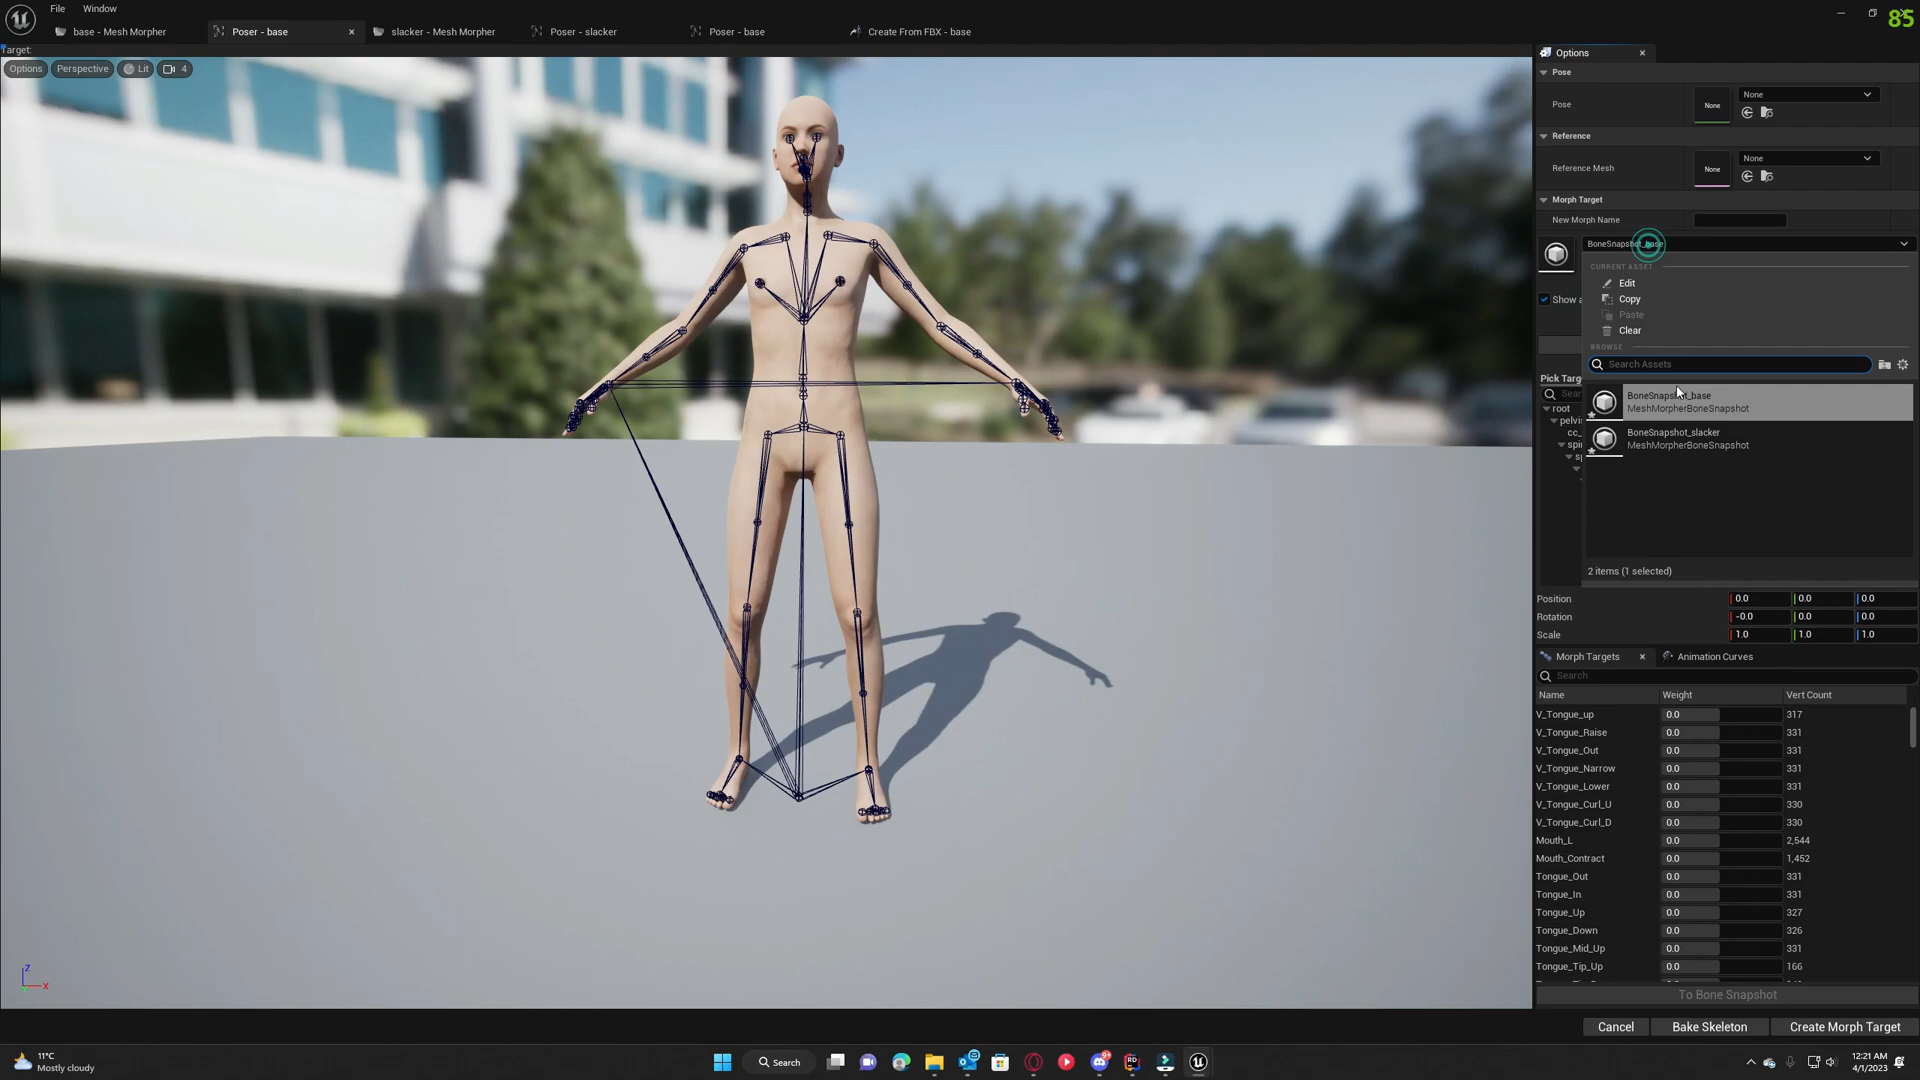 File Window
85
base - Mesh Morpher
Poser - base
slacker - Mesh Morpher
Poser - slacker
Poser - base
Create From FBX - base
Target:
Options
Perspective
Lit
4
Options
Pose
Pose
None
None
Reference
Reference Mesh
None
None
Morph Target
New Morph Name
BoneSnapshot_base
CURRENT ASSET
Edit
Copy
Paste
Clear
BROWSE
Search Assets
BoneSnapshot_base
MeshMorpherBoneSnapshot
BoneSnapshot_slacker
MeshMorpherBoneSnapshot
2 items (1 selected)
Show
Pick Targ
Sear
root
pelvis
cc_
spin
Position 0.0 0.0 0.0
Rotation -0.0 0.0 0.0
Scale 1.0 1.0 1.0
Morph Targets
Animation Curves
Search
Name Weight Vert Count
V_Tongue_up 0.0 317
V_Tongue_Raise 0.0 331
V_Tongue_Out 0.0 331
V_Tongue_Narrow 0.0 331
V_Tongue_Lower 0.0 331
V_Tongue_Curl_U 0.0 330
V_Tongue_Curl_D 0.0 330
Mouth_L 0.0 2,544
Mouth_Contract 0.0 1,452
Tongue_Out 0.0 331
Tongue_In 0.0 331
Tongue_Up 0.0 327
Tongue_Down 0.0 326
Tongue_Mid_Up 0.0 331
Tongue_Tip_Up 0.0 166
To Bone Snapshot
Cancel
Bake Skeleton
Create Morph Target
Z
X
11°C
Mostly cloudy
Search
12:21 AM
4/1/2023